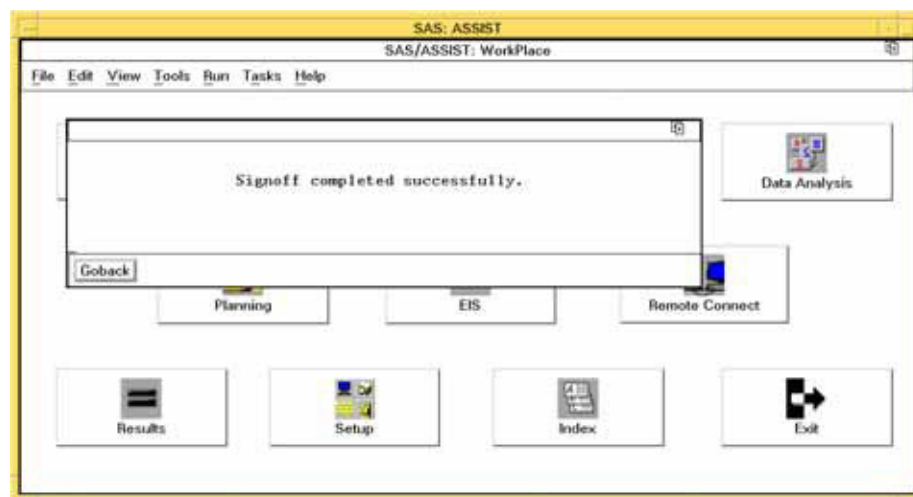 SAS: ASSIST
SAS/ASSIST: WorkPlace
File Edit View Tools Run Tasks Help
Signoff completed successfully.
Data Analysis
Goback
Planning EIS Remote Connect
Results Setup Index Exit